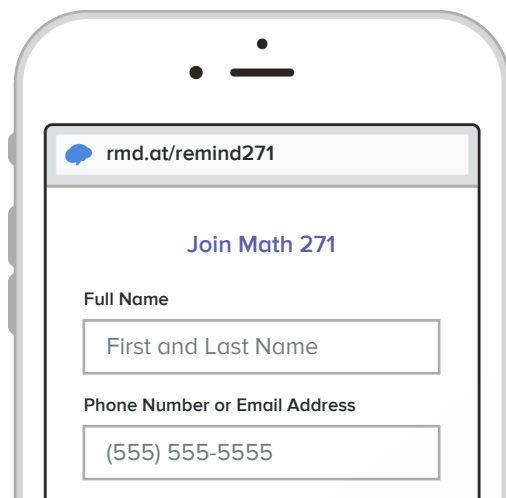 rmd.at/remind271
Join Math 271
Full Name
First and Last Name
Phone Number or Email Address
(555) 555-5555